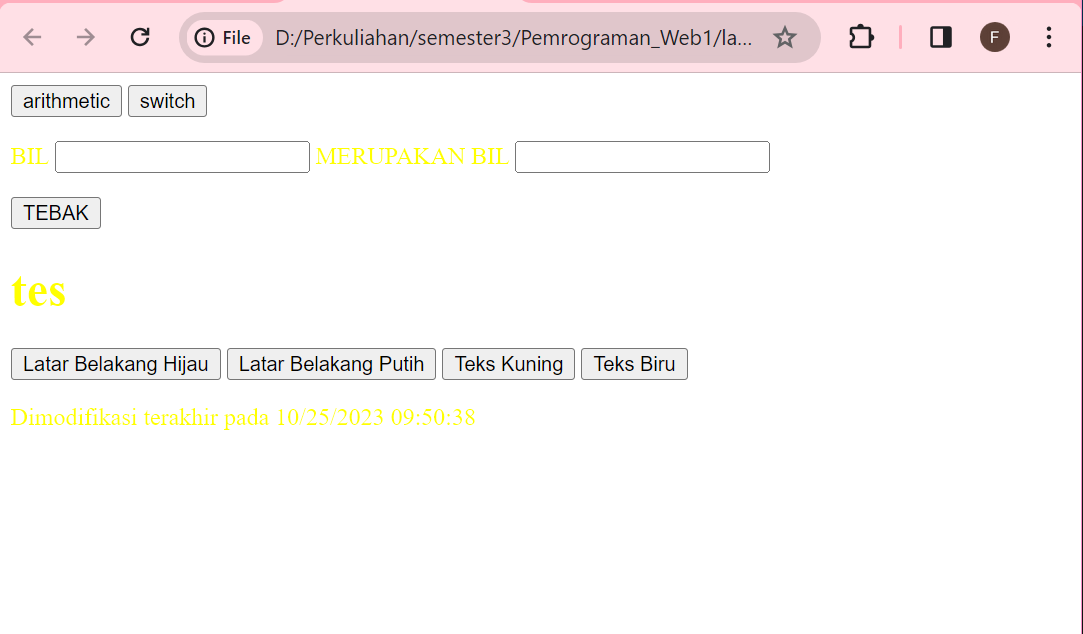 File D:/Perkuliahan/semester3/Pemrograman_Web1/la... F
arithmetic switch
BIL MERUPAKAN BIL
TEBAK
tes
Latar Belakang Hijau Latar Belakang Putih Teks Kuning Teks Biru
Dimodifikasi terakhir pada 10/25/2023 09:50:38